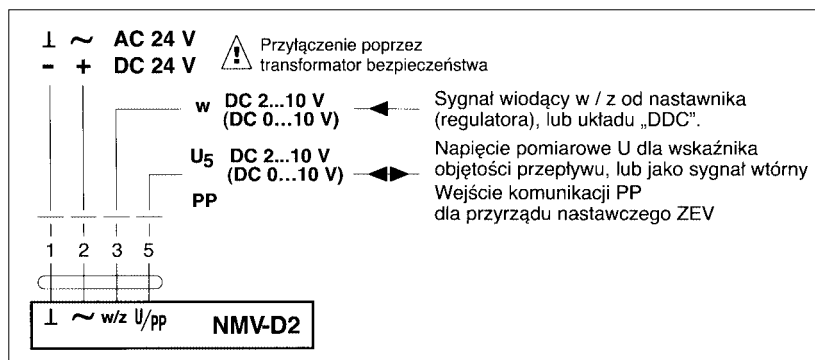 ⊥ ~ AC 24 V
- + DC 24 V
Przyłączenie poprzez
transformator bezpieczeństwa
w DC 2...10 V
(DC 0...10 V)
Sygnał wiodący w / z od nastawnika
(regulatora), lub układu „DDC”.
U5 DC 2...10 V
(DC 0...10 V)
PP
Napięcie pomiarowe U dla wskaźnika
objętości przepływu, lub jako sygnał wtórny
Wejście komunikacji PP
dla przyrządu nastawczego ZEV
1 2 3 5
⊥ ~ w/z U/pp NMV-D2